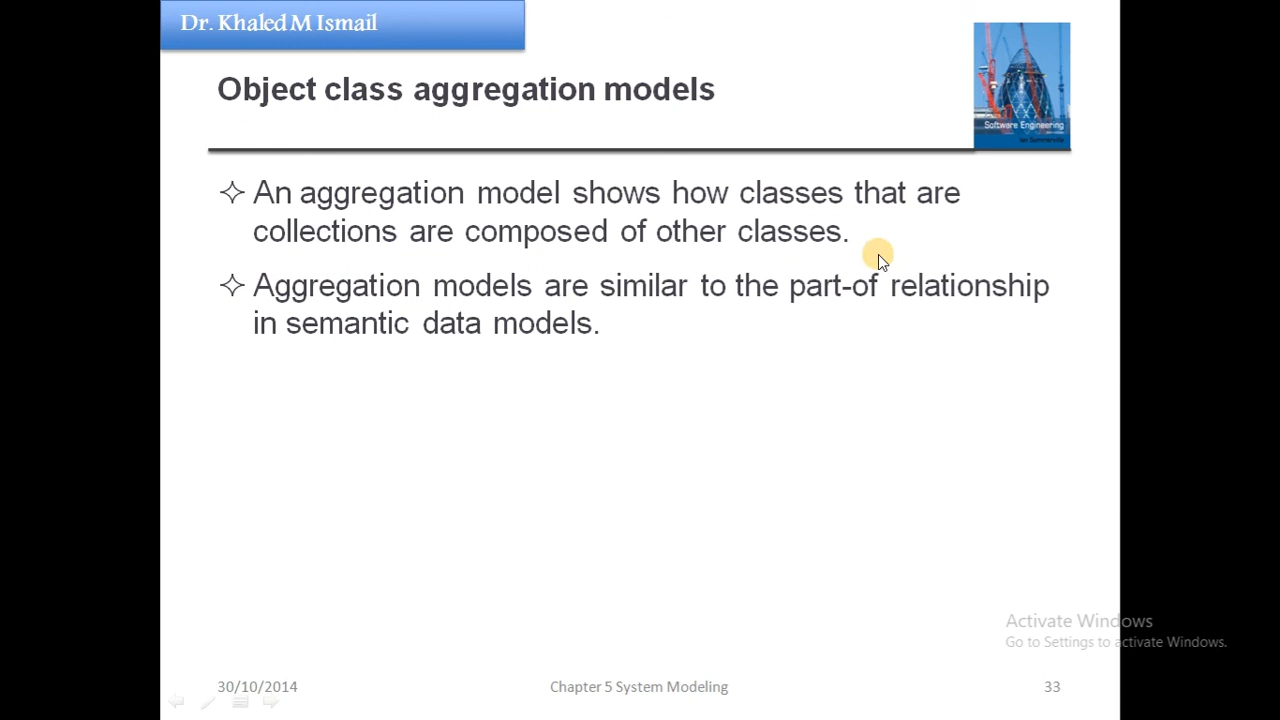 Dr. Khaled M Ismail
Object class aggregation models
Software Engineering
Ian Sommerville
✧ An aggregation model shows how classes that are
collections are composed of other classes.
✧ Aggregation models are similar to the part-of relationship
in semantic data models.
Activate Windows
Go to Settings to activate Windows.
30/10/2014
Chapter 5 System Modeling
33